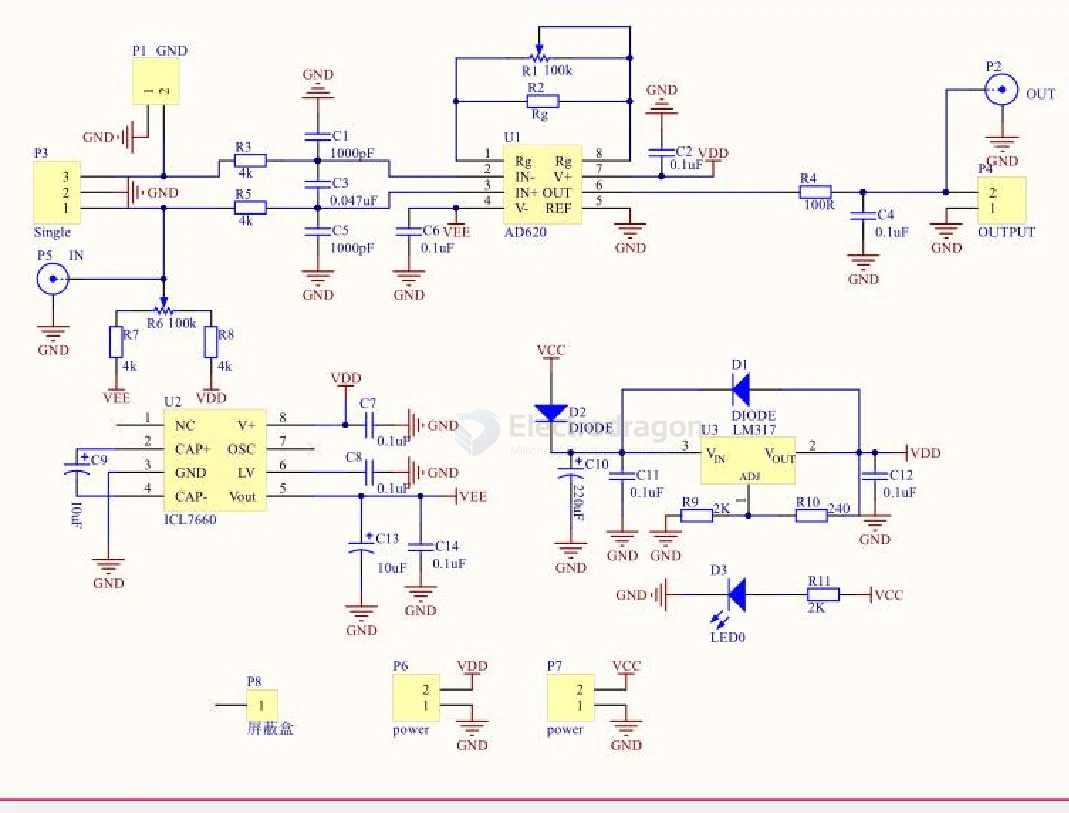 P1 GND
1 2
GND
P3
3
2
1
Single
GND
R3
4k
R5
4k
GND
C1
1000pF
C3
0.047uF
C5
1000pF
GND
R1 100k
R2
Rg
U1
1 Rg Rg 8
2 IN- V+ 7
3 IN+ OUT 6
4 V- REF 5
AD620
C6
0.1uF
GND
VEE
GND
C2
0.1uF
VDD
GND
R4
100R
C4
0.1uF
GND
P2
OUT
GND
P4
2
1
OUTPUT
GND
P5 IN
GND
R6 100k
R7
4k
VEE
R8
4k
VDD
U2
1 NC V+ 8
2 CAP+ OSC 7
3 GND LV 6
4 CAP- Vout 5
ICL7660
C9
10uF
GND
VDD
C7
0.1uF
GND
C8
0.1uF
GND
VEE
C13
10uF
GND
C14
0.1uF
GND
VCC
D2
DIODE
C10
220uF
GND
C11
0.1uF
GND
D1
DIODE
U3 LM317
3 VIN VOUT 2
ADJ
1
R9 2K
GND
R10 240
VDD
C12
0.1uF
GND
Electrodragon
GND
D3
LED0
R11
2K
VCC
P8
1
屏蔽盒
P6
2
1
power
VDD
GND
P7
2
1
power
VCC
GND